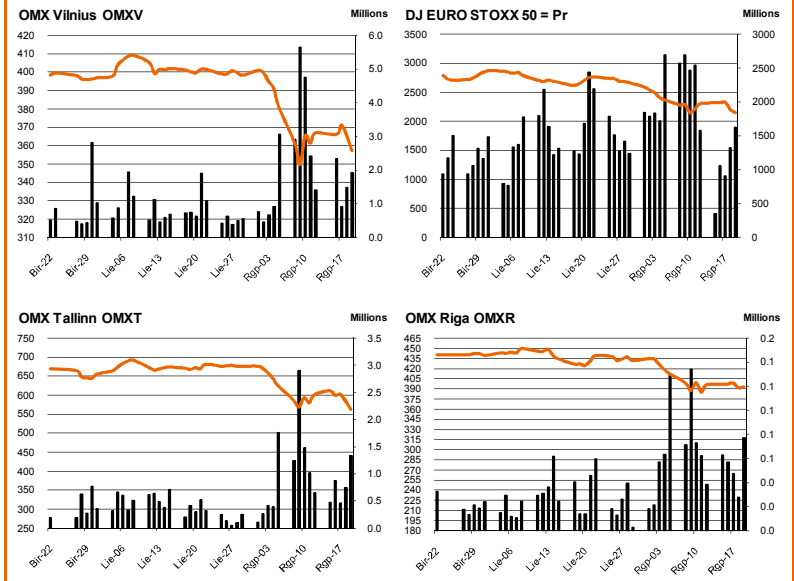 OMX Vilnius OMXV
Millions
420
410
400
390
380
370
360
350
340
330
320
310
6.0
5.0
4.0
3.0
2.0
1.0
0.0
Bir-22
Bir-29
Lie-06
Lie-13
Lie-20
Lie-27
Rgp-03
Rgp-10
Rgp-17
DJ EURO STOXX 50 = Pr
Millions
3500
3000
2500
2000
1500
1000
500
0
3000
2500
2000
1500
1000
500
0
Bir-22
Bir-29
Lie-06
Lie-13
Lie-20
Lie-27
Rgp-03
Rgp-10
Rgp-17
OMX Tallinn OMXT
Millions
750
700
650
600
550
500
450
400
350
300
250
3.5
3.0
2.5
2.0
1.5
1.0
0.5
0.0
Bir-22
Bir-29
Lie-06
Lie-13
Lie-20
Lie-27
Rgp-03
Rgp-10
Rgp-17
OMX Riga OMXR
Millions
465
450
435
420
405
390
375
360
345
330
315
300
285
270
255
240
225
210
195
180
0.2
0.1
0.1
0.1
0.1
0.1
0.0
0.0
0.0
Bir-22
Bir-29
Lie-06
Lie-13
Lie-20
Lie-27
Rgp-03
Rgp-10
Rgp-17